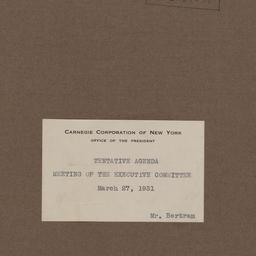 CARNEGIE CORPORATION OF NEW YORK
OFFICE OF THE PRESIDENT
TENTATIVE AGENDA
MEETING OF THE EXECUTIVE COMMITTEE
March 27, 1931
Mr. Bertram